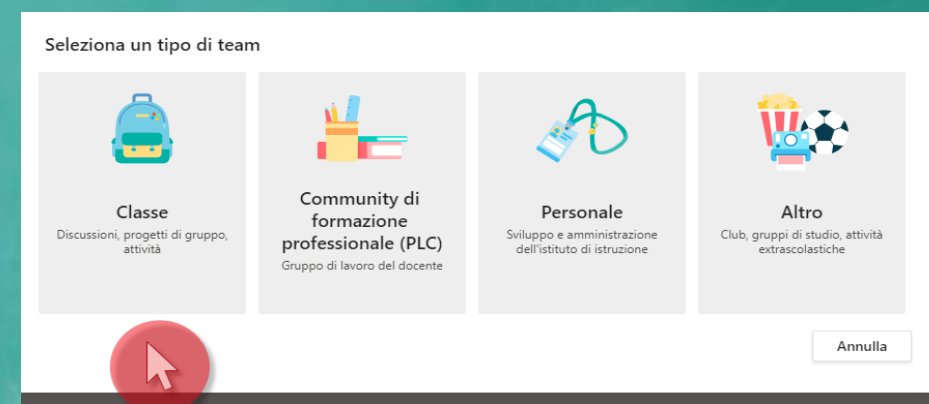 Seleziona un tipo di team
Classe
Discussioni, progetti di gruppo,
attività
Community di
formazione
professionale (PLC)
Gruppo di lavoro del docente
Personale
Sviluppo e amministrazione
dell'istituto di istruzione
Altro
Club, gruppi di studio, attività
extrascolastiche
Annulla